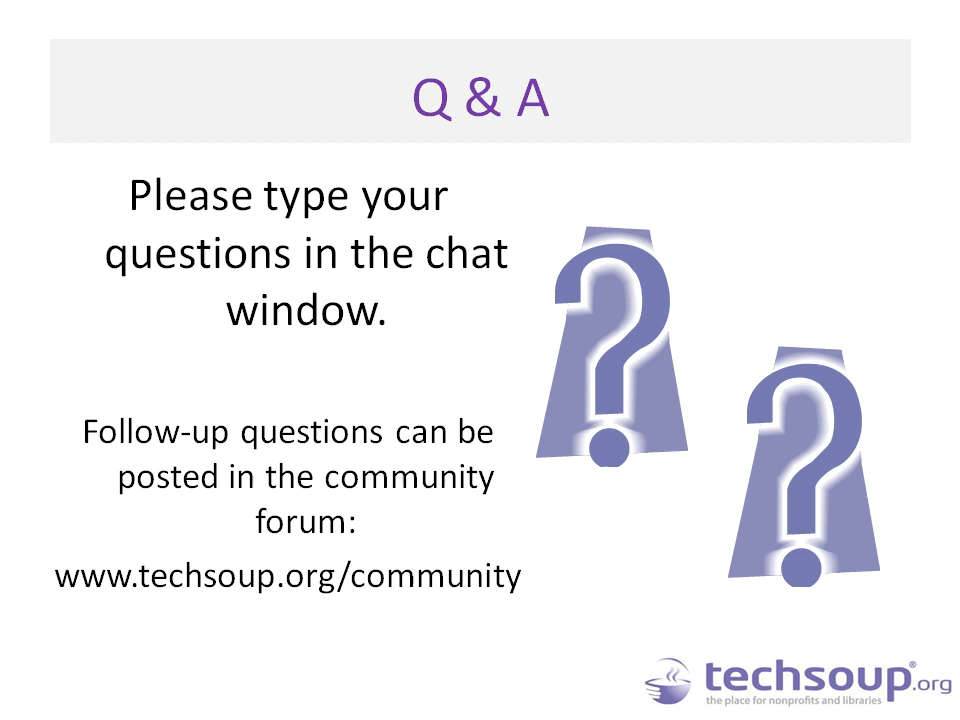 Q & A
Please type your
questions in the chat
window.
Follow-up questions can be
posted in the community
forum:
www.techsoup.org/community
? ?
techsoup®.org
the place for nonprofits and libraries